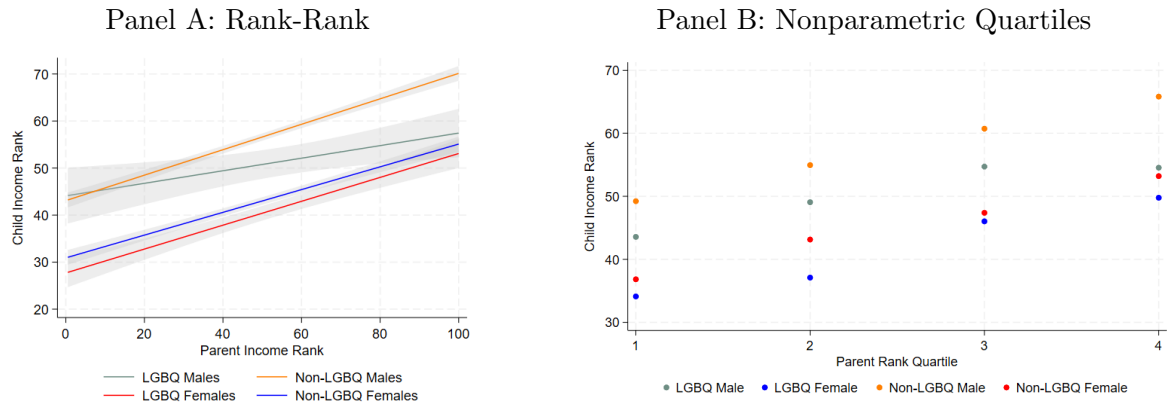 Panel A: Rank-Rank
70
60
50
40
30
20
Child Income Rank
0 20 40 60 80 100
Parent Income Rank
LGBQ Males Non-LGBQ Males
LGBQ Females Non-LGBQ Females
Panel B: Nonparametric Quartiles
70
60
50
40
30
Child Income Rank
1 2 3 4
Parent Rank Quartile
LGBQ Male LGBQ Female Non-LGBQ Male Non-LGBQ Female